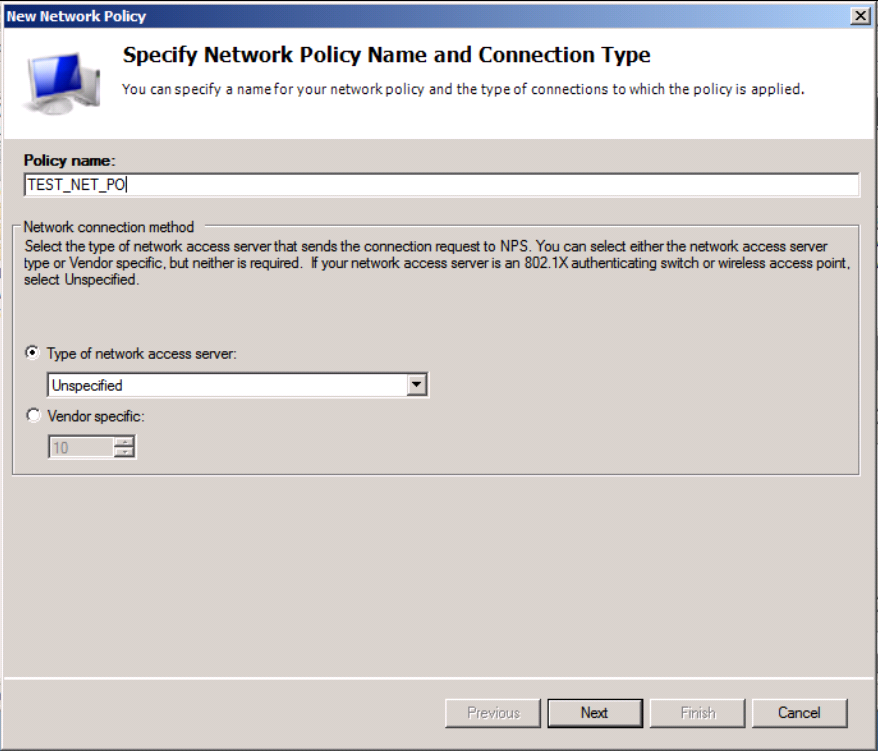 New Network Policy
Specify Network Policy Name and Connection Type
You can specify a name for your network policy and the type of connections to which the policy is applied.
Policy name:
TEST_NET_PO
Network connection method
Select the type of network access server that sends the connection request to NPS. You can select either the network access server
type or Vendor specific, but neither is required.  If your network access server is an 802.1X authenticating switch or wireless access point,
select Unspecified.
Type of network access server:
Unspecified
Vendor specific:
10
Previous Next Finish Cancel